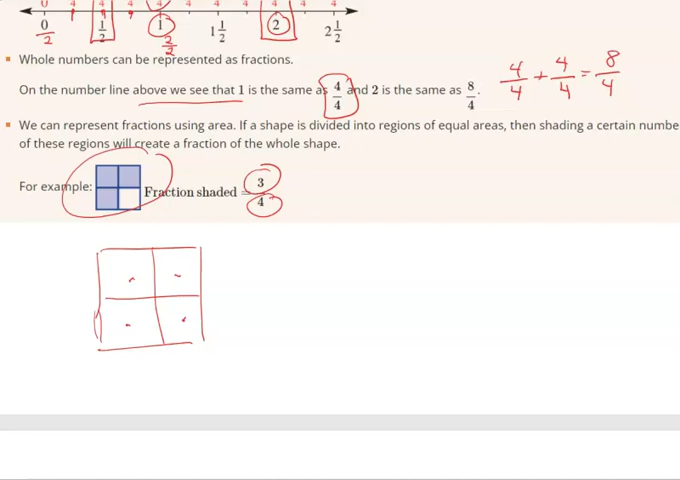 0/2 1/2 1 1 1/2 2 2 1/2
2/2
Whole numbers can be represented as fractions.
On the number line above we see that 1 is the same as 4/4 and 2 is the same as 8/4.
4/4 + 4/4 = 8/4
We can represent fractions using area. If a shape is divided into regions of equal areas, then shading a certain numbe
of these regions will create a fraction of the whole shape.
For example: Fraction shaded = 3/4